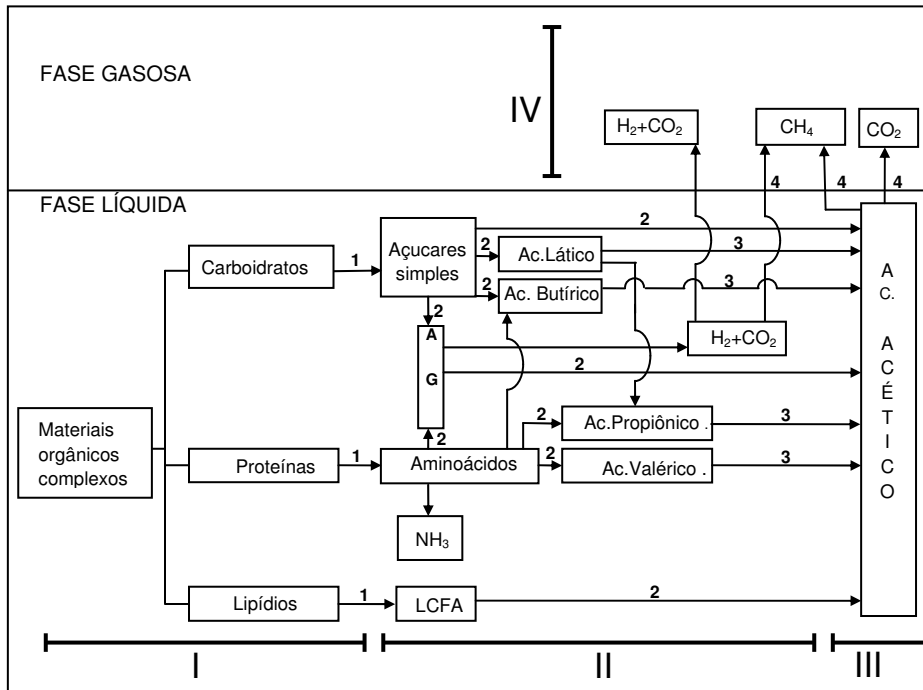 FASE GASOSA
IV
H₂+CO₂
CH₄
CO₂
4
4
4
FASE LÍQUIDA
2
Carboidratos
1
Açucares
simples
2
Ac.Lático
3
2
Ac. Butírico
3
2
A
G
H₂+CO₂
2
A
C.
A
C
É
T
I
C
O
Materiais
orgânicos
complexos
2
Ac.Propiônico .
3
2
Proteínas
1
Aminoácidos
2
Ac.Valérico .
3
NH₃
Lipídios
1
LCFA
2
I
II
III